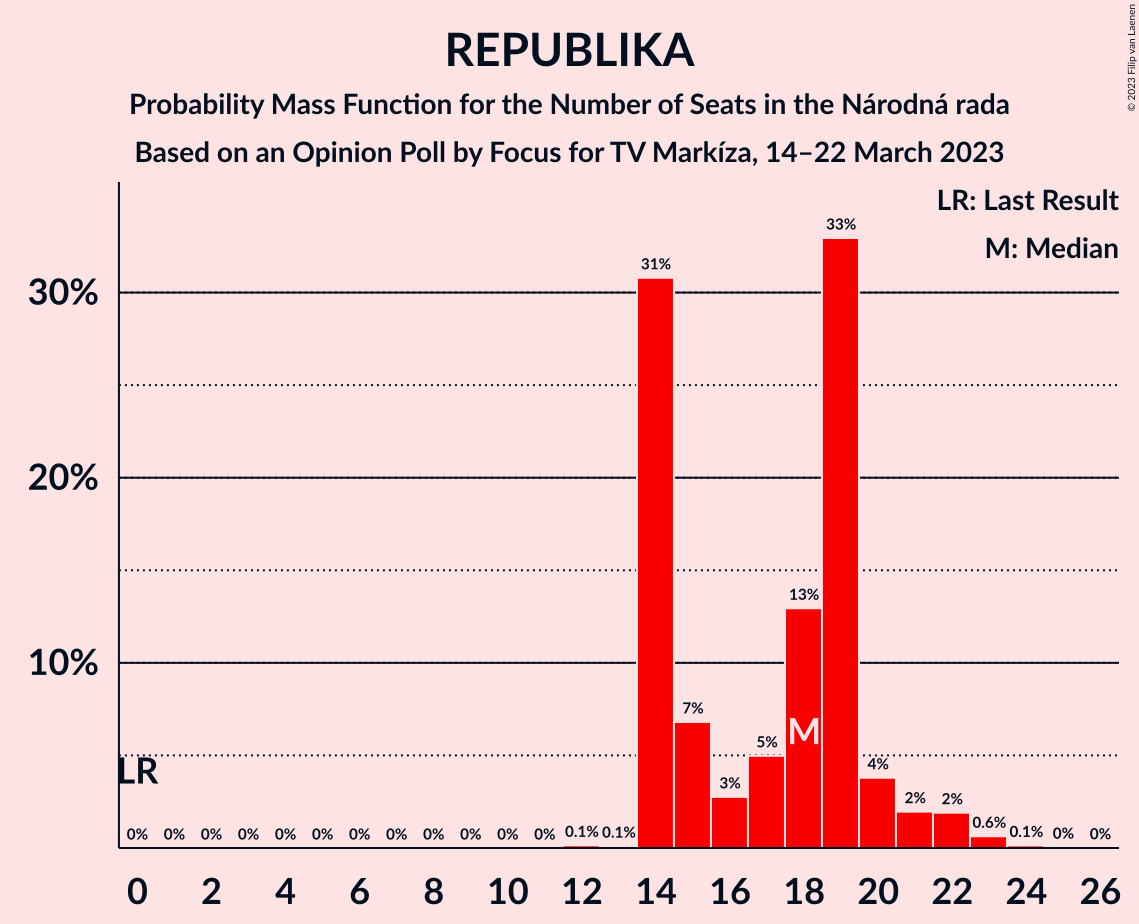 REPUBLIKA
Probability Mass Function for the Number of Seats in the Národná rada
Based on an Opinion Poll by Focus for TV Markíza, 14–22 March 2023
© 2023 Filip van Laenen
LR: Last Result
M: Median
30%
20%
10%
LR
M
0% 0% 0% 0% 0% 0% 0% 0% 0% 0% 0% 0% 0.1% 0.1% 31% 7% 3% 5% 13% 33% 4% 2% 2% 0.6% 0.1% 0% 0%
0 2 4 6 8 10 12 14 16 18 20 22 24 26